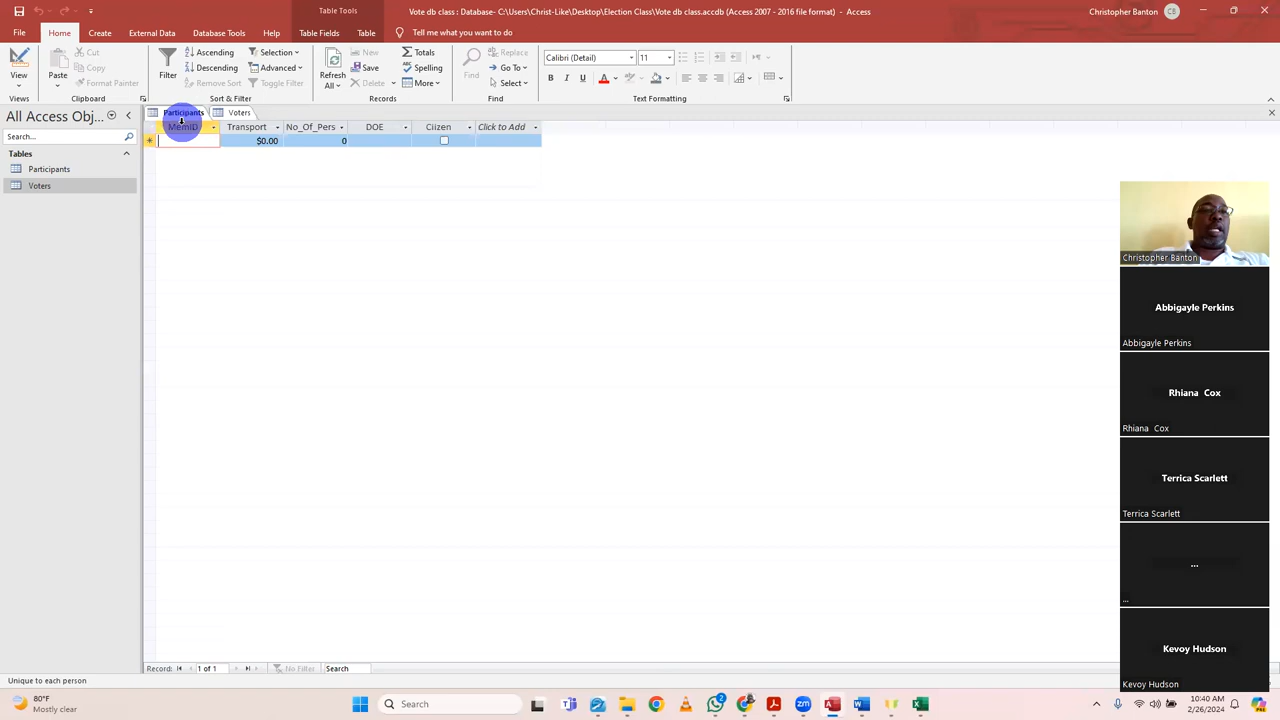 Table Tools
Vote db class : Database- C:\Users\Christ-Like\Desktop\Election Class\Vote db class.accdb (Access 2007 - 2016 file format) - Access
Christopher Banton
CB
File
Home
Create
External Data
Database Tools
Help
Table Fields
Table
Tell me what you want to do
View
Views
Paste
Cut
Copy
Format Painter
Clipboard
Filter
Ascending
Descending
Remove Sort
Selection
Advanced
Toggle Filter
Sort & Filter
Refresh
All
New
Save
Delete
Totals
Spelling
More
Records
Find
Replace
Go To
Select
Find
Calibri (Detail)
11
B
I
U
A
Text Formatting
All Access Obj...
Search...
Tables
Participants
Voters
Participants
Voters
MemID
Transport
No_Of_Pers
DOE
Ciizen
Click to Add
$0.00
0
Christopher Banton
Abbigayle Perkins
Abbigayle Perkins
Rhiana Cox
Rhiana Cox
Terrica Scarlett
Terrica Scarlett
...
...
Kevoy Hudson
Kevoy Hudson
Record:
1 of 1
No Filter
Search
Unique to each person
80°F
Mostly clear
Search
2
zm
10:40 AM
2/26/2024